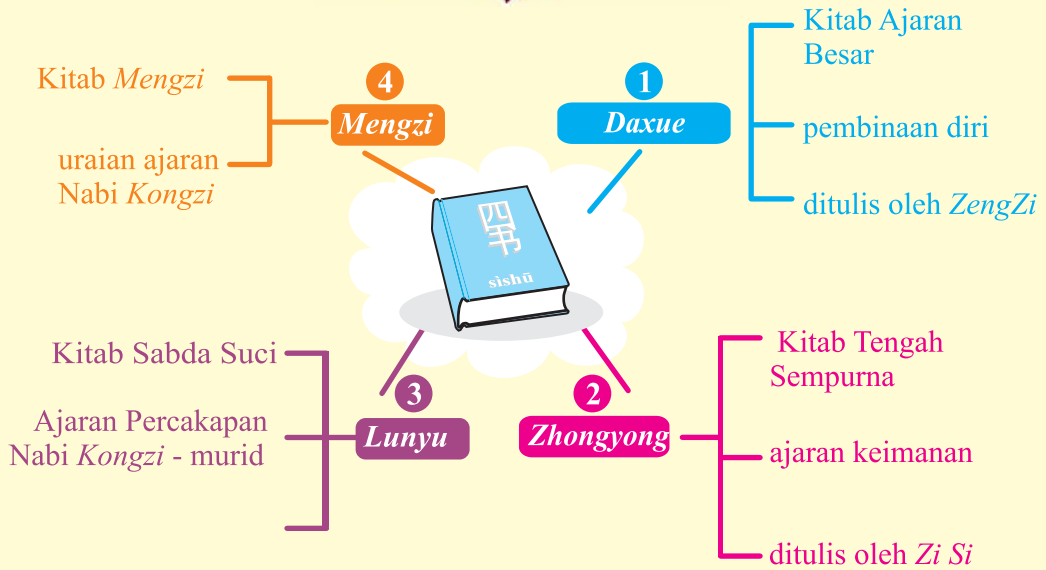 1
Daxue
Kitab Ajaran
Besar
pembinaan diri
ditulis oleh ZengZi
2
Zhongyong
Kitab Tengah
Sempurna
ajaran keimanan
ditulis oleh Zi Si
3
Lunyu
Kitab Sabda Suci
Ajaran Percakapan
Nabi Kongzi - murid
4
Mengzi
Kitab Mengzi
uraian ajaran
Nabi Kongzi
四书
sìshū